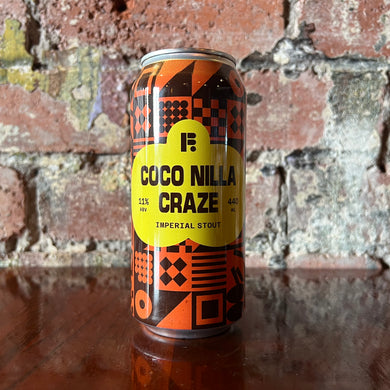 F.
COCO NILLA
CRAZE
11%
ABV
440
ML
IMPERIAL STOUT